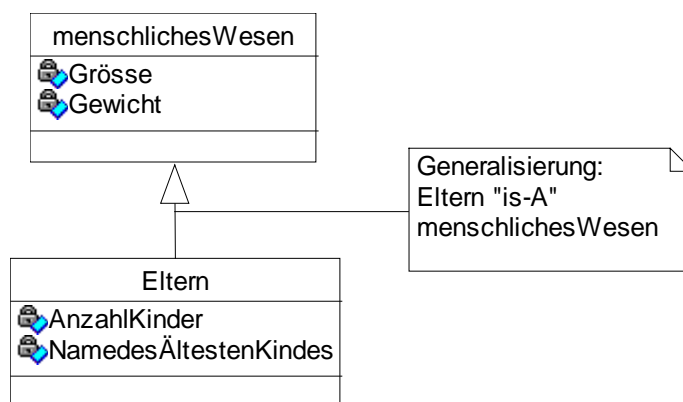 menschlichesWesen
Grösse
Gewicht
Generalisierung:
Eltern "is-A"
menschlichesWesen
Eltern
AnzahlKinder
NamedesÄltestenKindes